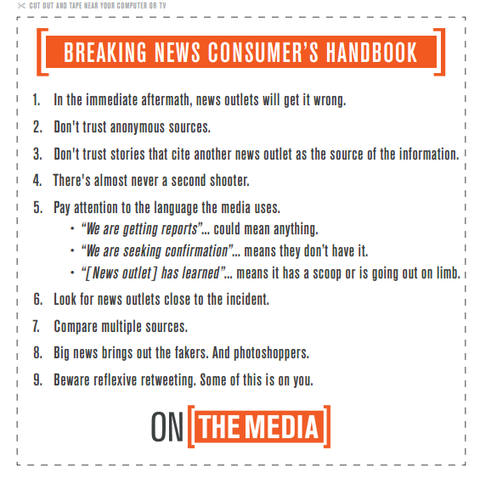 CUT OUT AND TAPE NEAR YOUR COMPUTER OR TV
BREAKING NEWS CONSUMER'S HANDBOOK
1. In the immediate aftermath, news outlets will get it wrong.
2. Don't trust anonymous sources.
3. Don't trust stories that cite another news outlet as the source of the information.
4. There's almost never a second shooter.
5. Pay attention to the language the media uses.
• "We are getting reports"... could mean anything.
• "We are seeking confirmation"... means they don't have it.
• "[News outlet] has learned"... means it has a scoop or is going out on limb.
6. Look for news outlets close to the incident.
7. Compare multiple sources.
8. Big news brings out the fakers. And photoshoppers.
9. Beware reflexive retweeting. Some of this is on you.
ON [THE MEDIA]